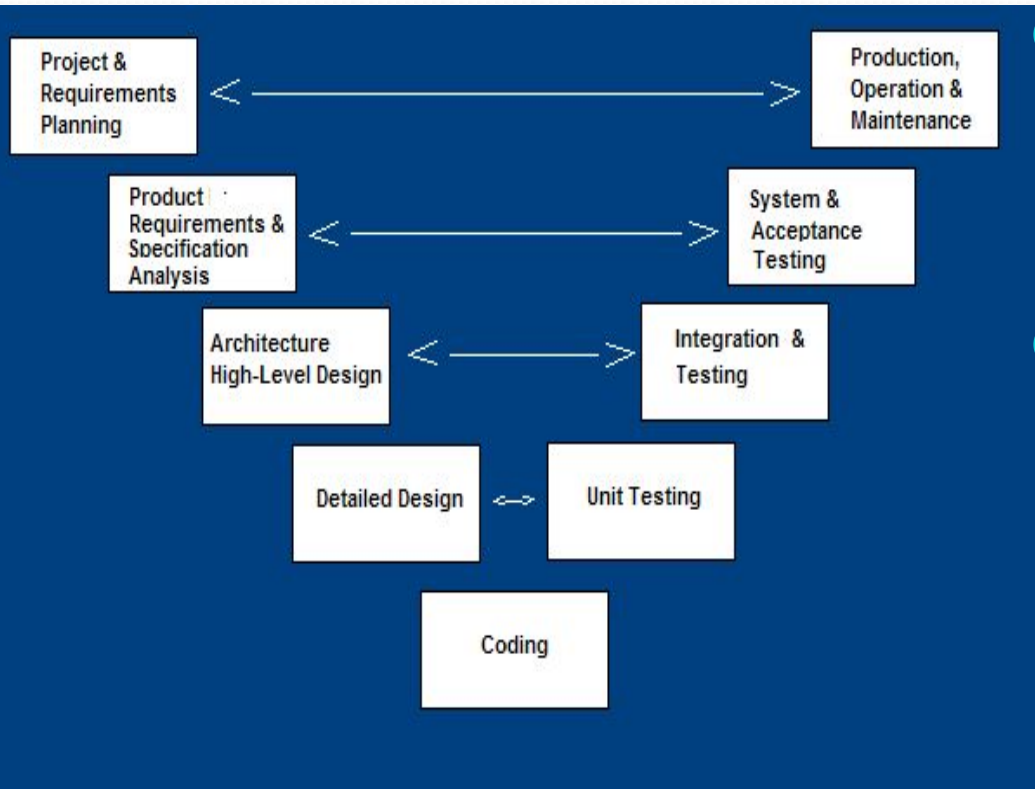 Project &
Requirements
Planning
Production,
Operation &
Maintenance
Product
Requirements &
Specification
Analysis
System &
Acceptance
Testing
Architecture
High-Level Design
Integration &
Testing
Detailed Design
Unit Testing
Coding